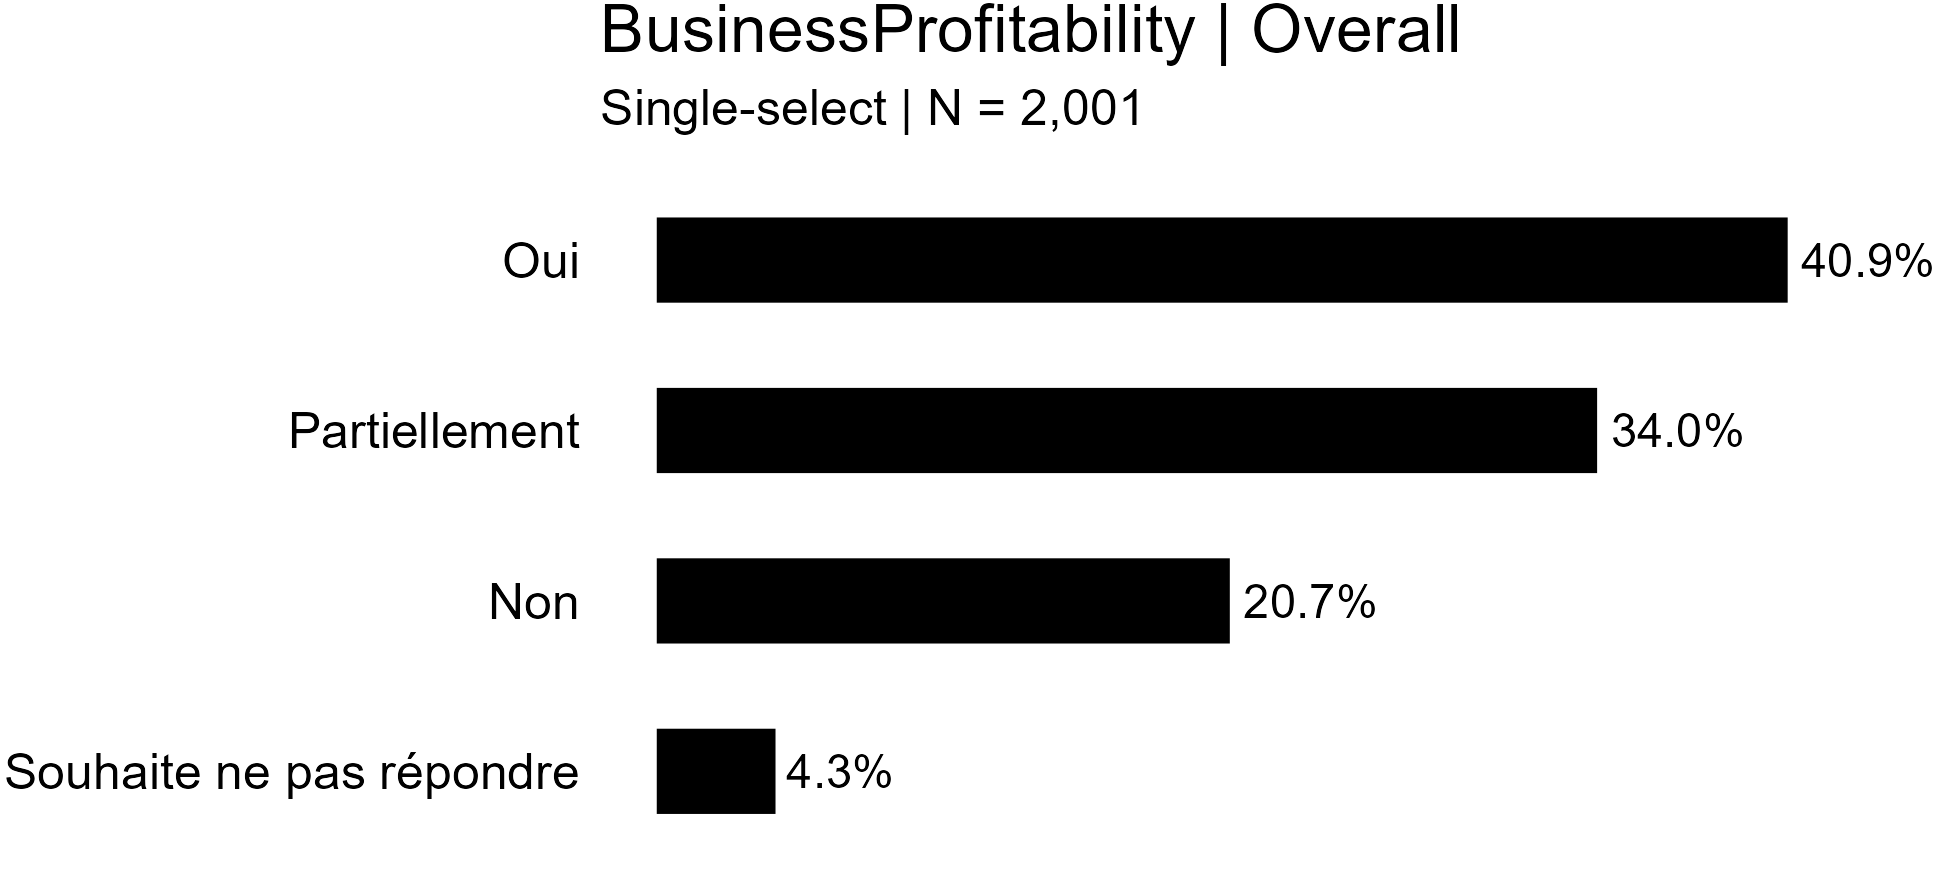 BusinessProfitability | Overall
Single-select | N = 2,001
Oui 40.9%
Partiellement 34.0%
Non 20.7%
Souhaite ne pas répondre 4.3%